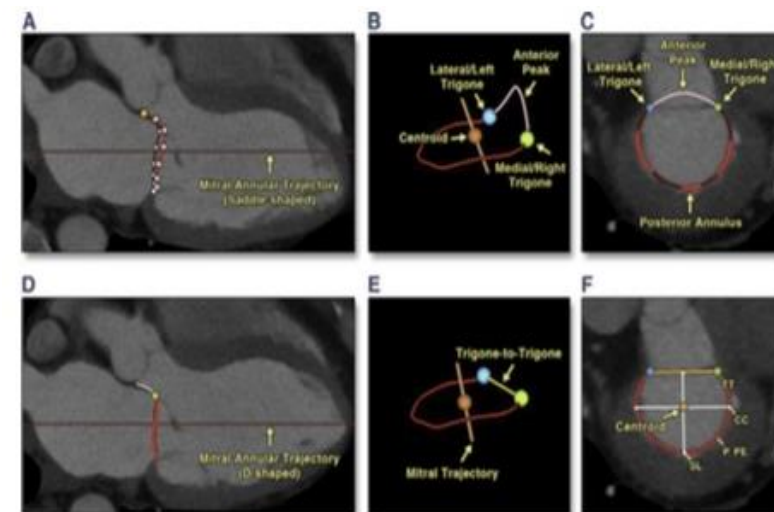 A
B
C
Mitral Annular Trajectory
(Saddle-shaped)
Lateral/Left
Trigone
Anterior
Peak
Centroid
Medial/Right
Trigone
Lateral/Left
Trigone
Anterior
Peak
Medial/Right
Trigone
Posterior Annulus
D
E
F
Mitral Annular Trajectory
(D-shaped)
Trigone-to-Trigone
Mitral Trajectory
TT
CC
Centroid
P PE
SL